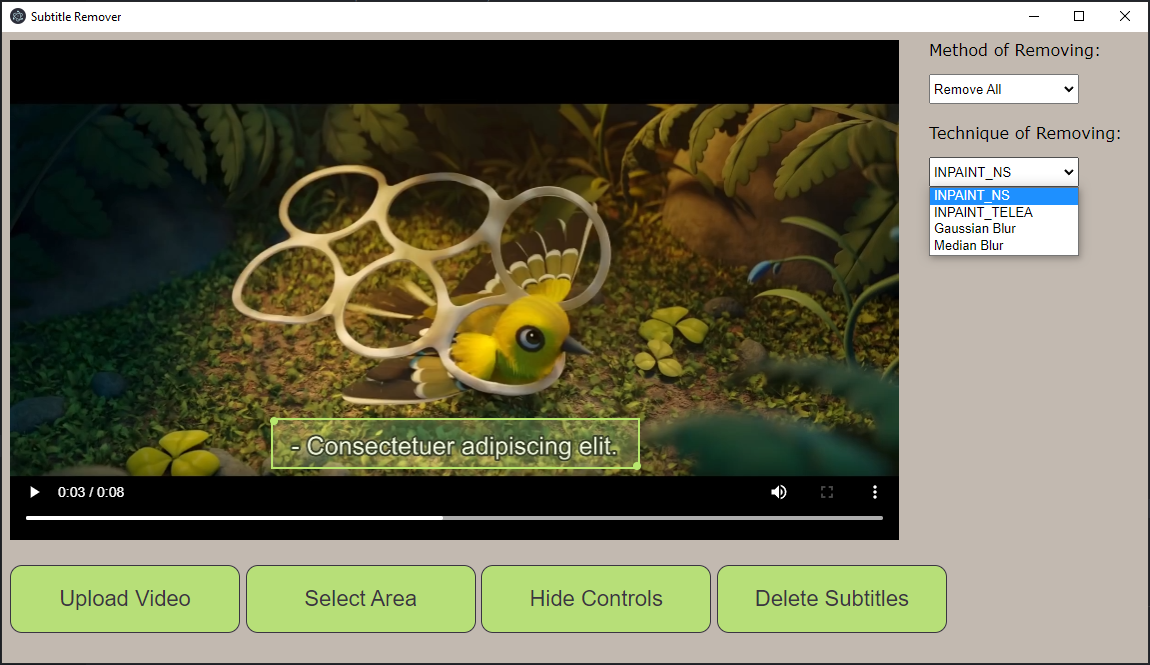 Subtitle Remover
Method of Removing:
Remove All
Technique of Removing:
INPAINT_NS
INPAINT_NS
INPAINT_TELEA
Gaussian Blur
Median Blur
- Consectetuer adipiscing elit.
0:03 / 0:08
Upload Video
Select Area
Hide Controls
Delete Subtitles